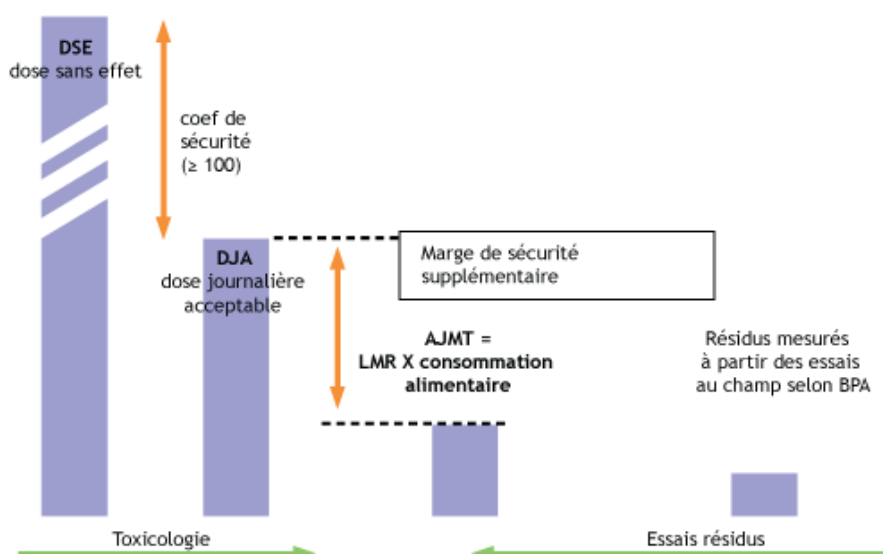 DSE
dose sans effet
coef de
sécurité
(≥ 100)
DJA
dose journalière
acceptable
Marge de sécurité
supplémentaire
AJMT =
LMR X consommation
alimentaire
Résidus mesurés
à partir des essais
au champ selon BPA
Toxicologie
Essais résidus